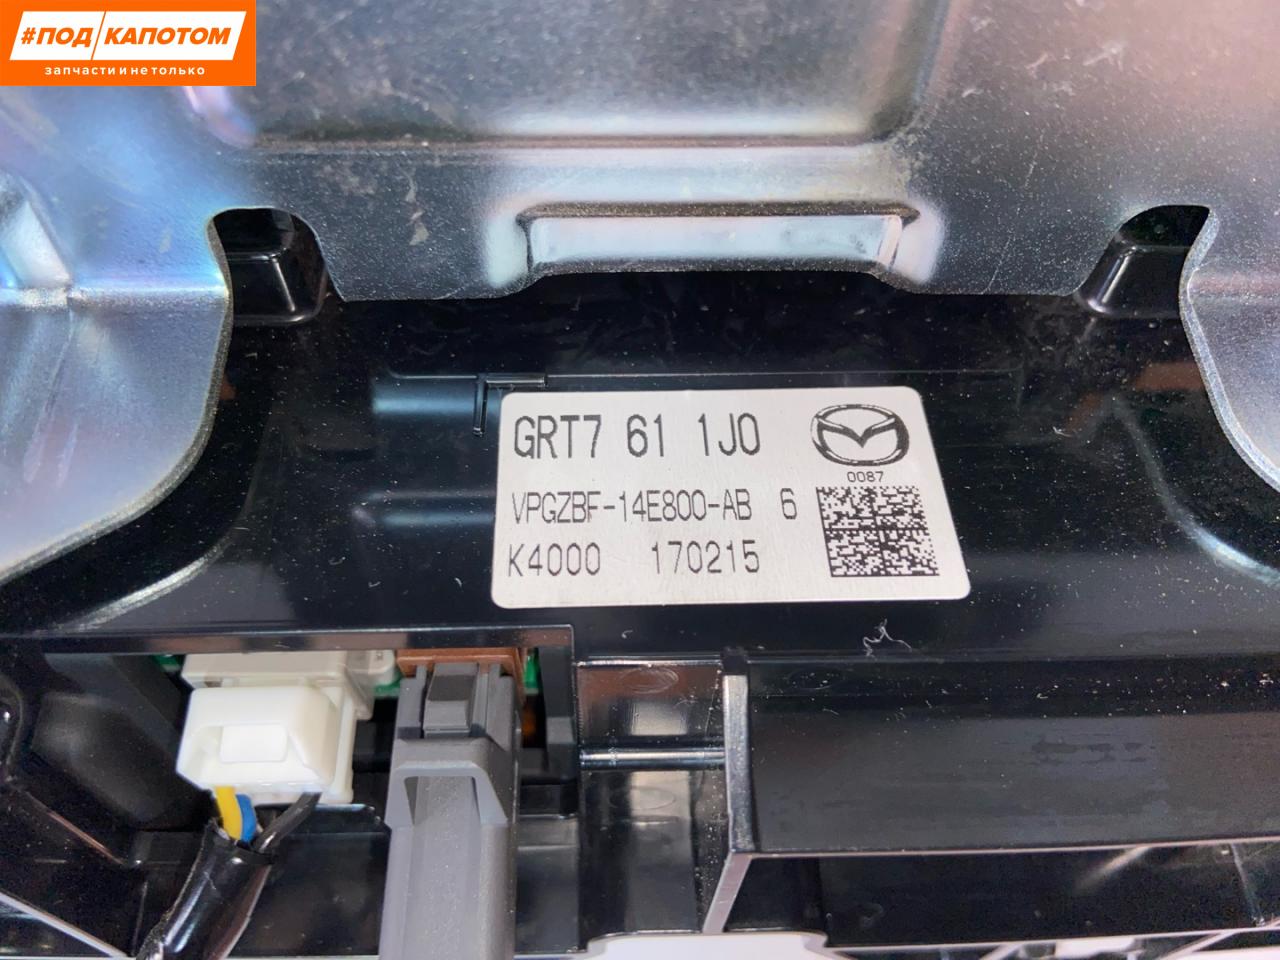 #ПОД КАПОТОМ
запчасти и не только
GRT7 61 1J0
0087
VPGZBF-14E800-AB 6
K4000 170215